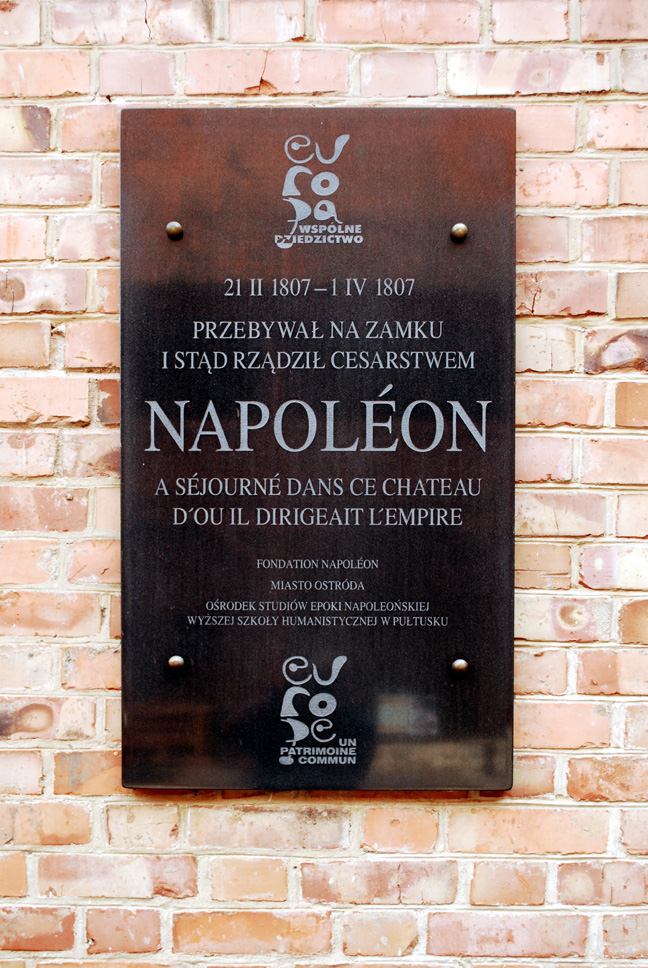 europa
WSPÓLNE
DZIEDZICTWO
21 II 1807 – 1 IV 1807
PRZEBYWAŁ NA ZAMKU
I STĄD RZĄDZIŁ CESARSTWEM
NAPOLÉON
A SÉJOURNÉ DANS CE CHATEAU
D´OU IL DIRIGEAIT L´EMPIRE
FONDATION NAPOLÉON
MIASTO OSTRÓDA
OŚRODEK STUDIÓW EPOKI NAPOLEOŃSKIEJ
WYŻSZEJ SZKOŁY HUMANISTYCZNEJ W PUŁTUSKU
europe
UN
PATRIMOINE
COMMUN